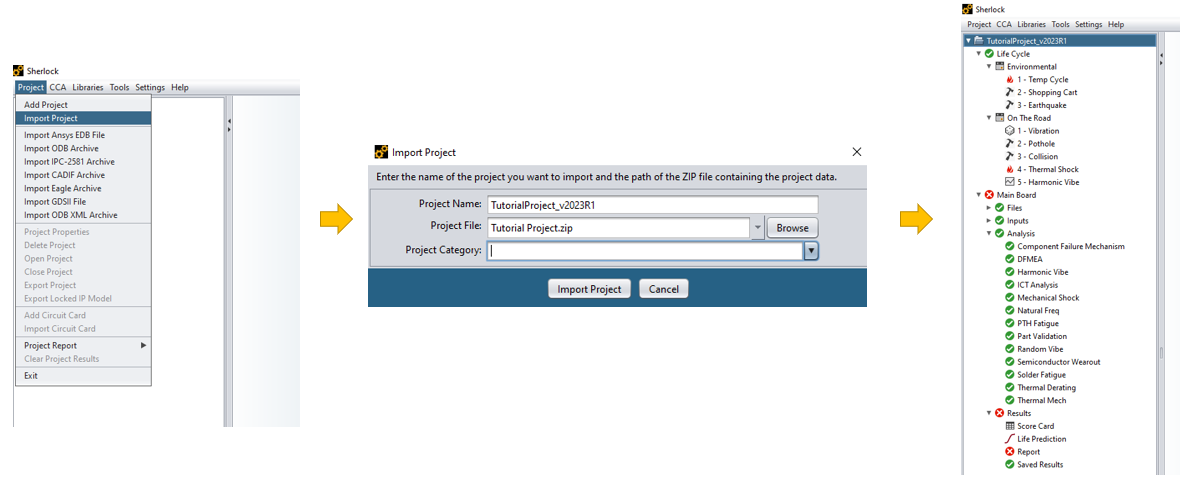 Sherlock
Project CCA Libraries Tools Settings Help
Add Project
Import Project
Import Ansys EDB File
Import ODB Archive
Import IPC-2581 Archive
Import CADIF Archive
Import Eagle Archive
Import GDSII File
Import ODB XML Archive
Project Properties
Delete Project
Open Project
Close Project
Export Project
Export Locked IP Model
Add Circuit Card
Import Circuit Card
Project Report
Clear Project Results
Exit
Import Project
Enter the name of the project you want to import and the path of the ZIP file containing the project data.
Project Name: TutorialProject_v2023R1
Project File: Tutorial Project.zip Browse
Project Category:
Import Project Cancel
Sherlock
Project CCA Libraries Tools Settings Help
TutorialProject_v2023R1
Life Cycle
Environmental
1 - Temp Cycle
2 - Shopping Cart
3 - Earthquake
On The Road
1 - Vibration
2 - Pothole
3 - Collision
4 - Thermal Shock
5 - Harmonic Vibe
Main Board
Files
Inputs
Analysis
Component Failure Mechanism
DFMEA
Harmonic Vibe
ICT Analysis
Mechanical Shock
Natural Freq
PTH Fatigue
Part Validation
Random Vibe
Semiconductor Wearout
Solder Fatigue
Thermal Derating
Thermal Mech
Results
Score Card
Life Prediction
Report
Saved Results